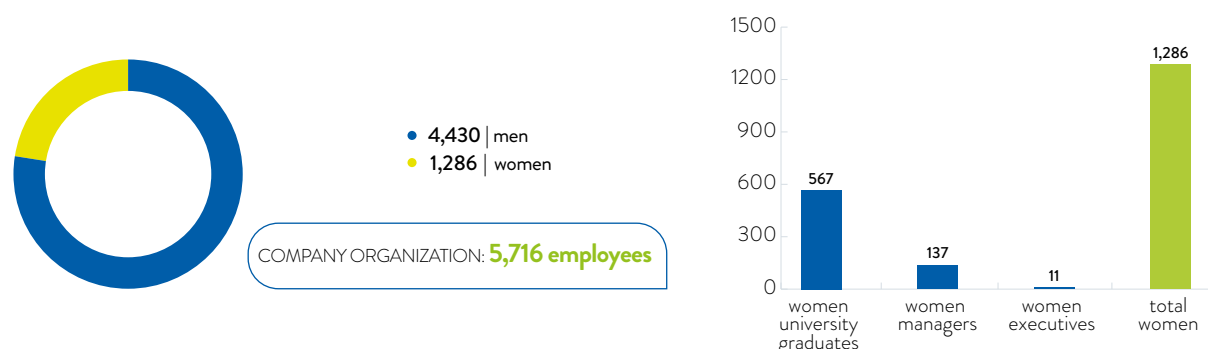 4,430 | men
1,286 | women
COMPANY ORGANIZATION: 5,716 employees
1500
1200
900
600
300
0
567
137
11
1,286
women
university
graduates
women
managers
women
executives
total
women